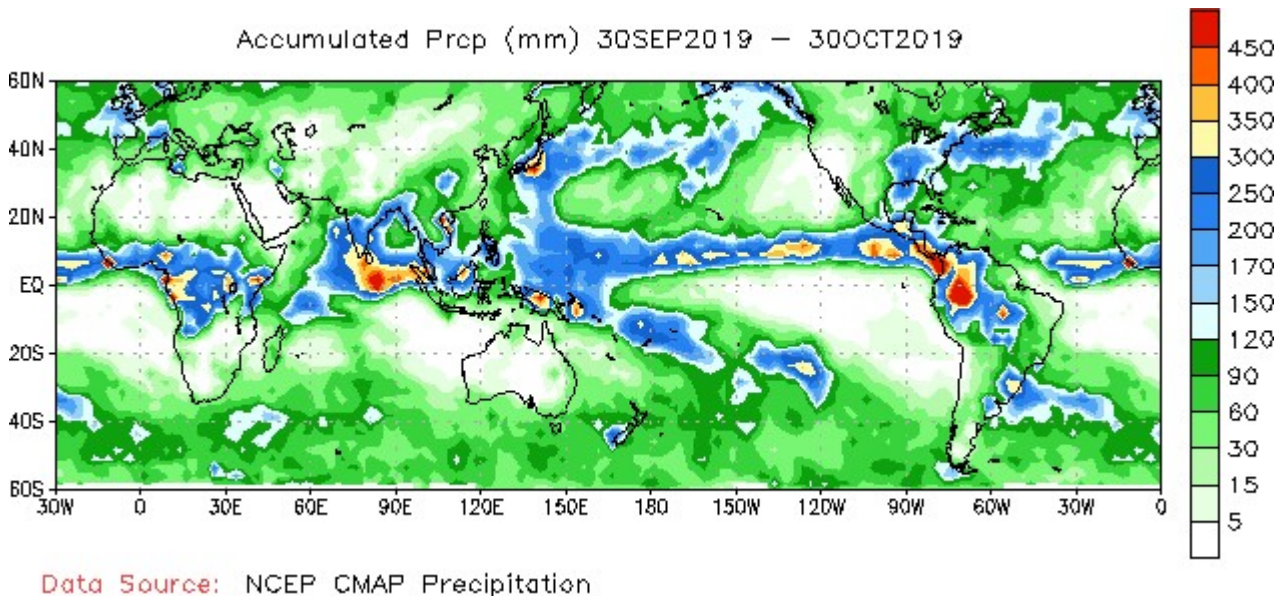 Accumulated Prcp (mm) 30SEP2019 – 30OCT2019
60N
40N
20N
EQ
20S
40S
60S
30W 0 30E 60E 90E 120E 150E 180 150W 120W 90W 60W 30W 0
450
400
350
300
250
200
170
150
120
90
60
30
15
5
Data Source: NCEP CMAP Precipitation